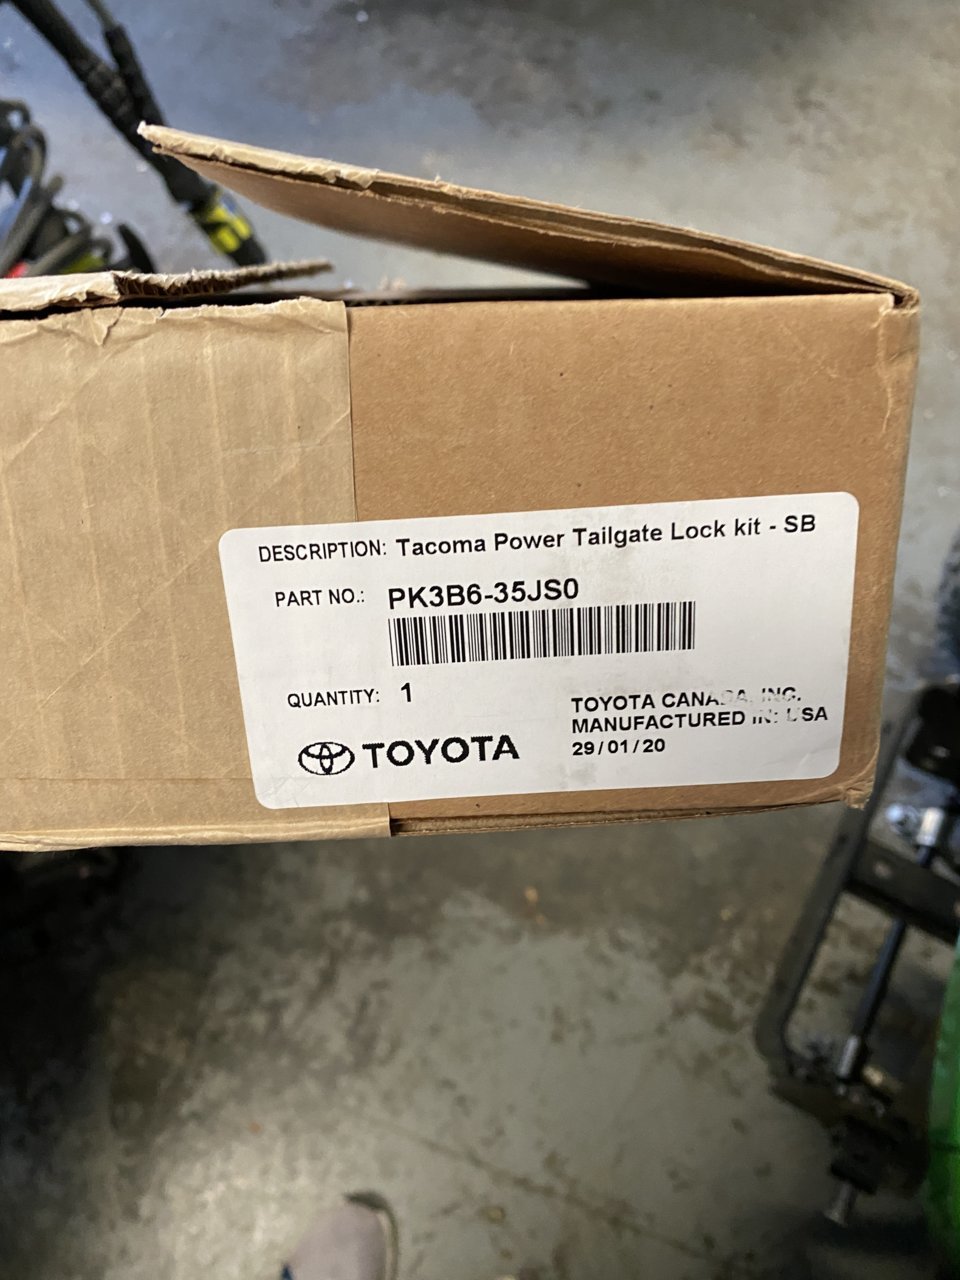 DESCRIPTION: Tacoma Power Tailgate Lock kit - SB
PART NO.: PK3B6-35JS0
QUANTITY: 1
TOYOTA CANADA, INC.
MANUFACTURED IN: USA
29/01/20
TOYOTA